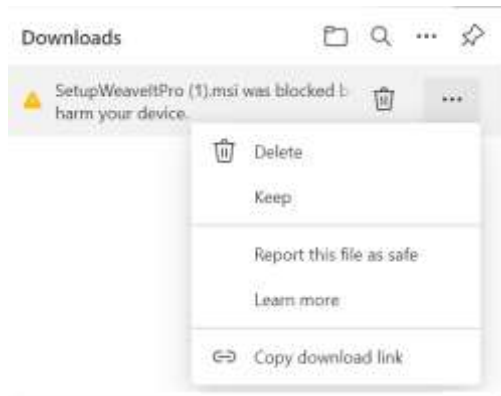 Downloads
SetupWeaveItPro (1).msi was blocked b
harm your device.
Delete
Keep
Report this file as safe
Learn more
Copy download link